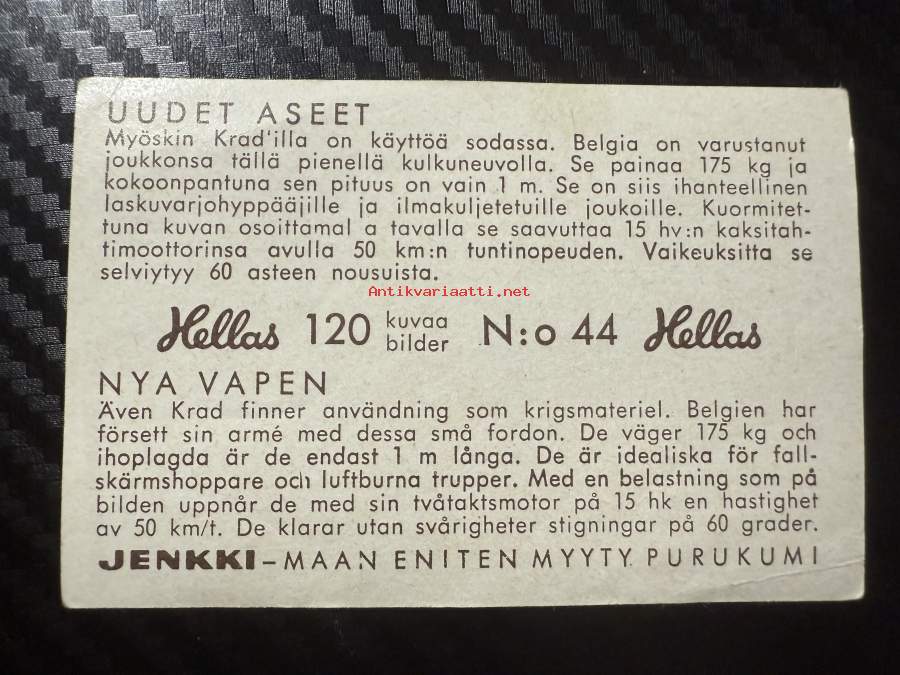 UUDET ASEET
Myöskin Krad'illa on käyttöä sodassa. Belgia on varustanut
joukkonsa tällä pienellä kulkuneuvolla. Se painaa 175 kg ja
kokoonpantuna sen pituus on vain 1 m. Se on siis ihanteellinen
laskuvarjohyppääjille ja ilmakuljetetuille joukoille. Kuormitet-
tuna kuvan osoittamal a tavalla se saavuttaa 15 hv:n kaksitah-
timoottorinsa avulla 50 km:n tuntinopeuden. Vaikeuksitta se
selviytyy 60 asteen nousuista.
Antikvariaatti.net
Hellas 120 kuvaa bilder N:o 44 Hellas
NYA VAPEN
Även Krad finner användning som krigsmateriel. Belgien har
försett sin armé med dessa små fordon. De väger 175 kg och
ihoplagda är de endast 1 m långa. De är idealiska för fall-
skärmshoppare och luftburna trupper. Med en belastning som på
bilden uppnår de med sin tvåtaktsmotor på 15 hk en hastighet
av 50 km/t. De klarar utan svårigheter stigningar på 60 grader.
JENKKI – MAAN ENITEN MYYTY PURUKUMI